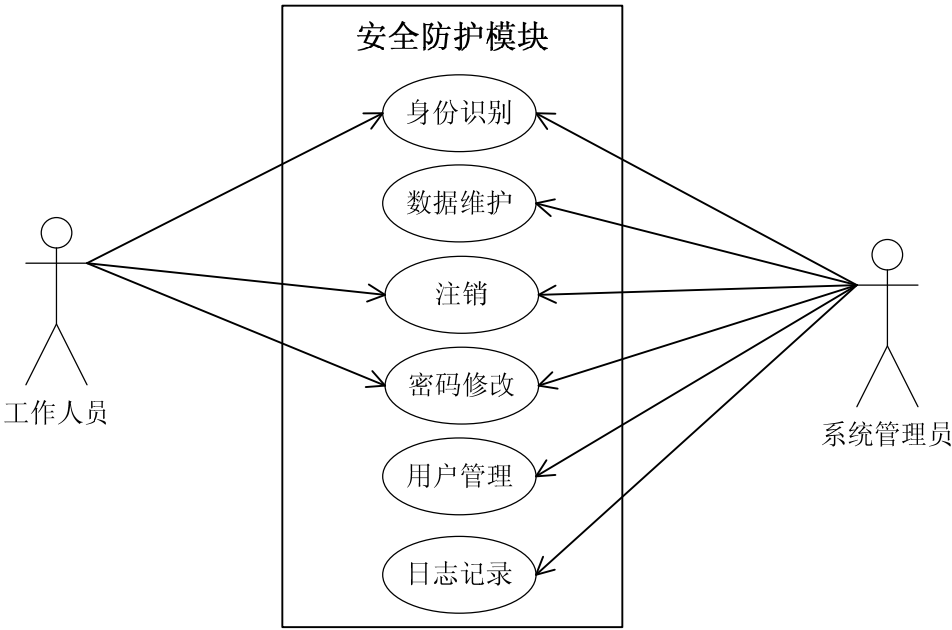 安全防护模块
身份识别
数据维护
注销
密码修改
用户管理
日志记录
工作人员
系统管理员